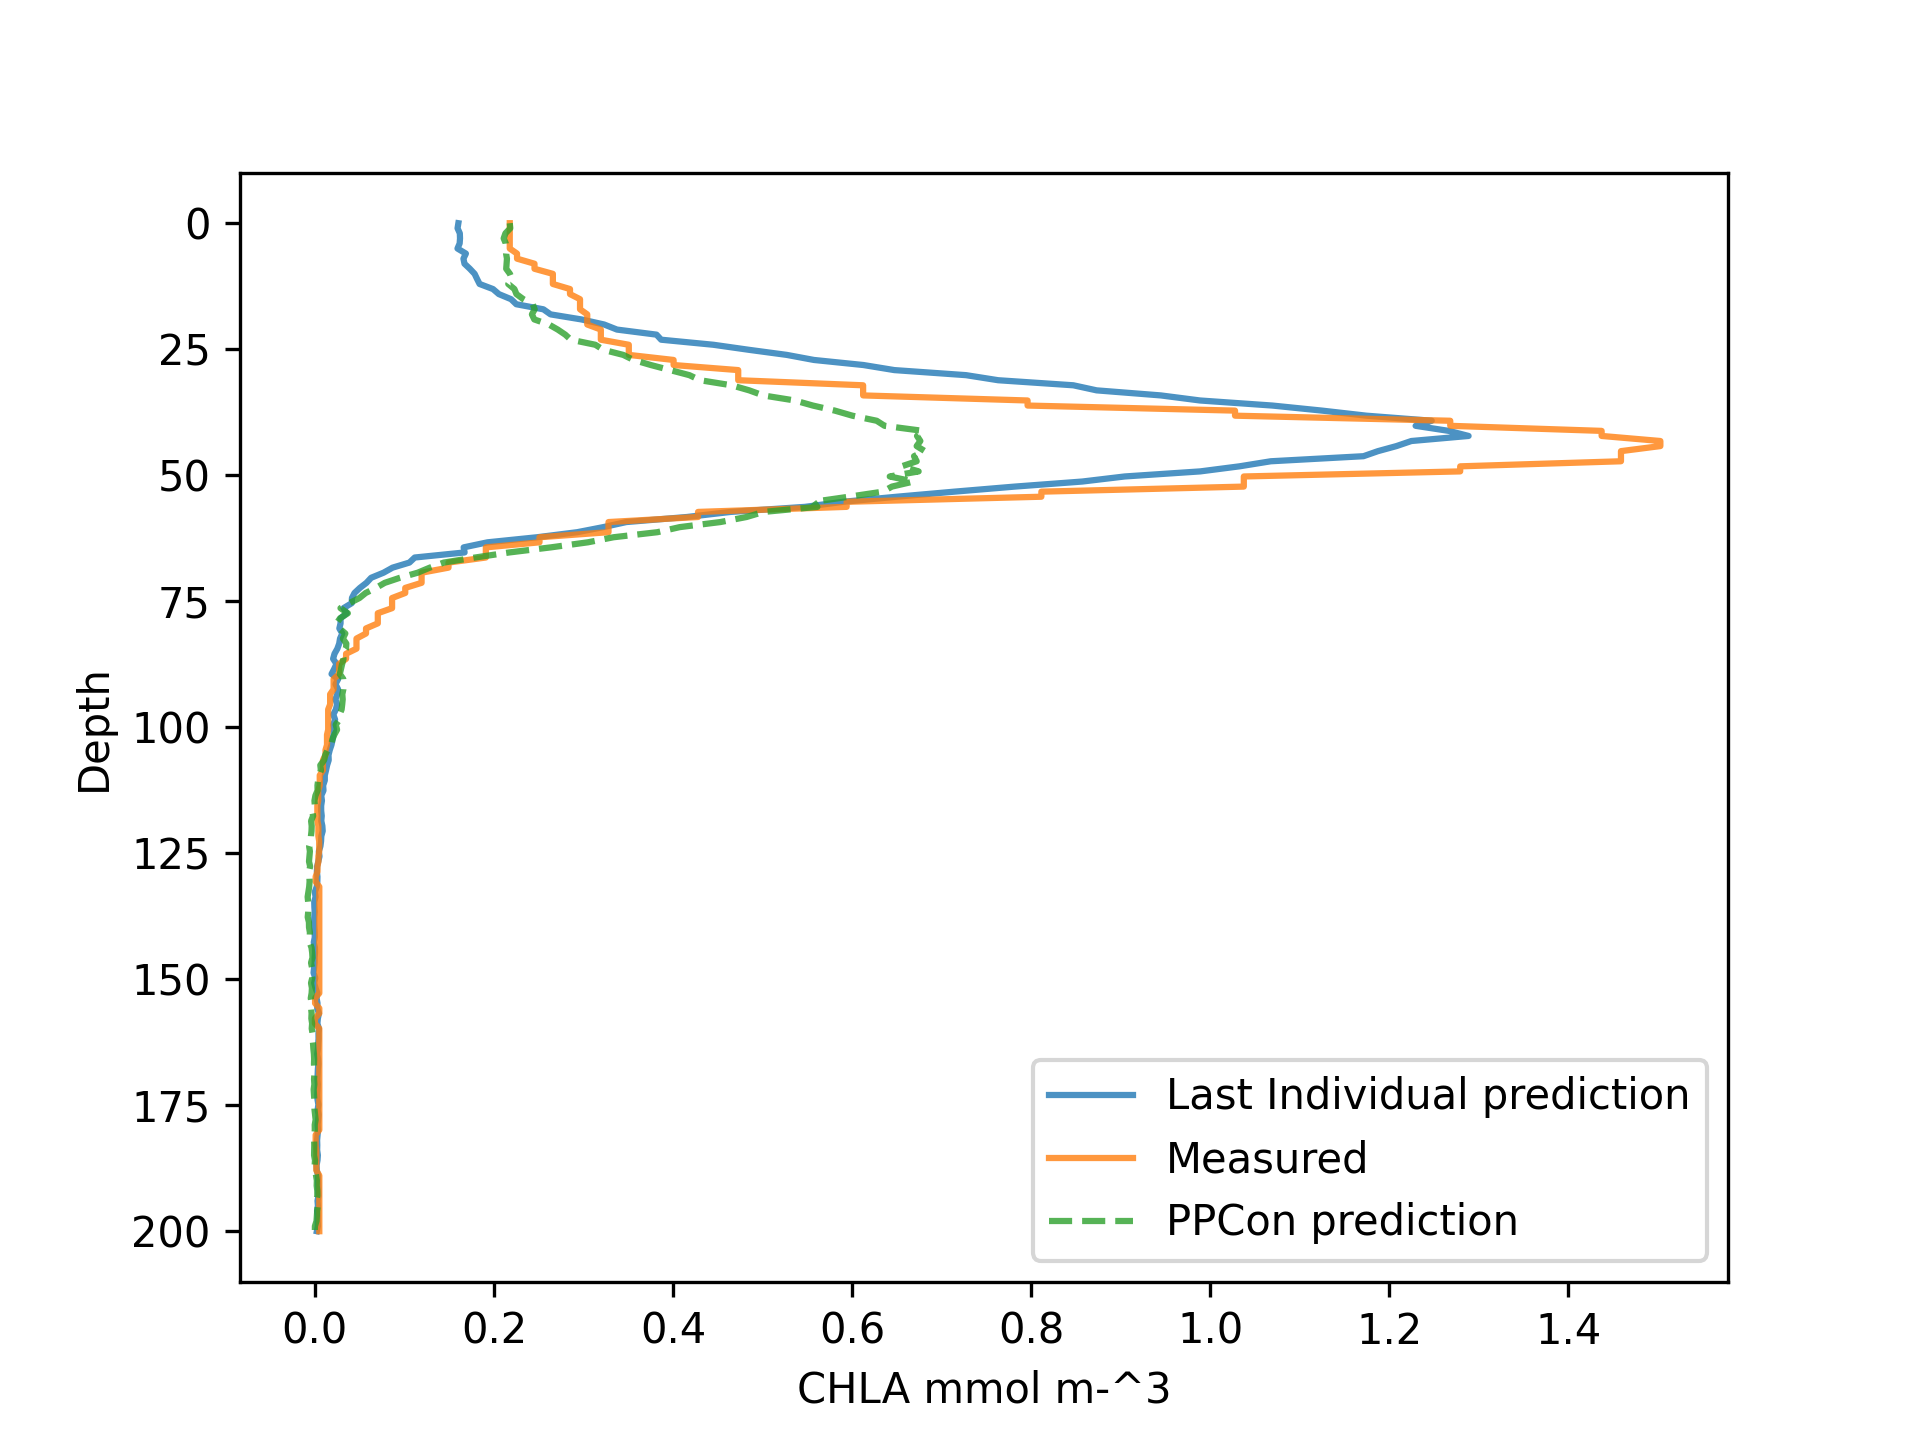 0
25
50
75
100
125
150
175
200
Depth
0.0 0.2 0.4 0.6 0.8 1.0 1.2 1.4
CHLA mmol m-^3
Last Individual prediction
Measured
PPCon prediction